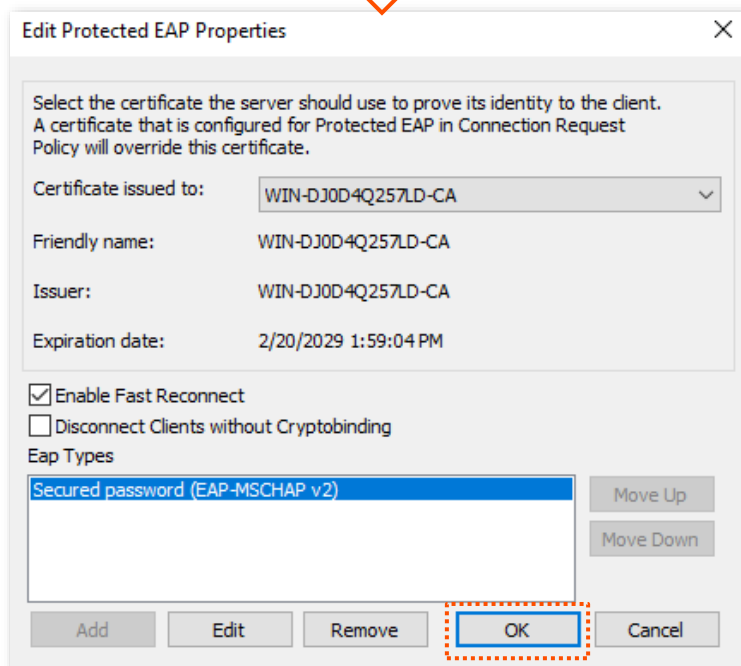 Edit Protected EAP Properties
Select the certificate the server should use to prove its identity to the client.
A certificate that is configured for Protected EAP in Connection Request
Policy will override this certificate.
Certificate issued to: WIN-DJ0D4Q257LD-CA
Friendly name: WIN-DJ0D4Q257LD-CA
Issuer: WIN-DJ0D4Q257LD-CA
Expiration date: 2/20/2029 1:59:04 PM
Enable Fast Reconnect
Disconnect Clients without Cryptobinding
Eap Types
Secured password (EAP-MSCHAP v2)
Move Up
Move Down
Add Edit Remove OK Cancel